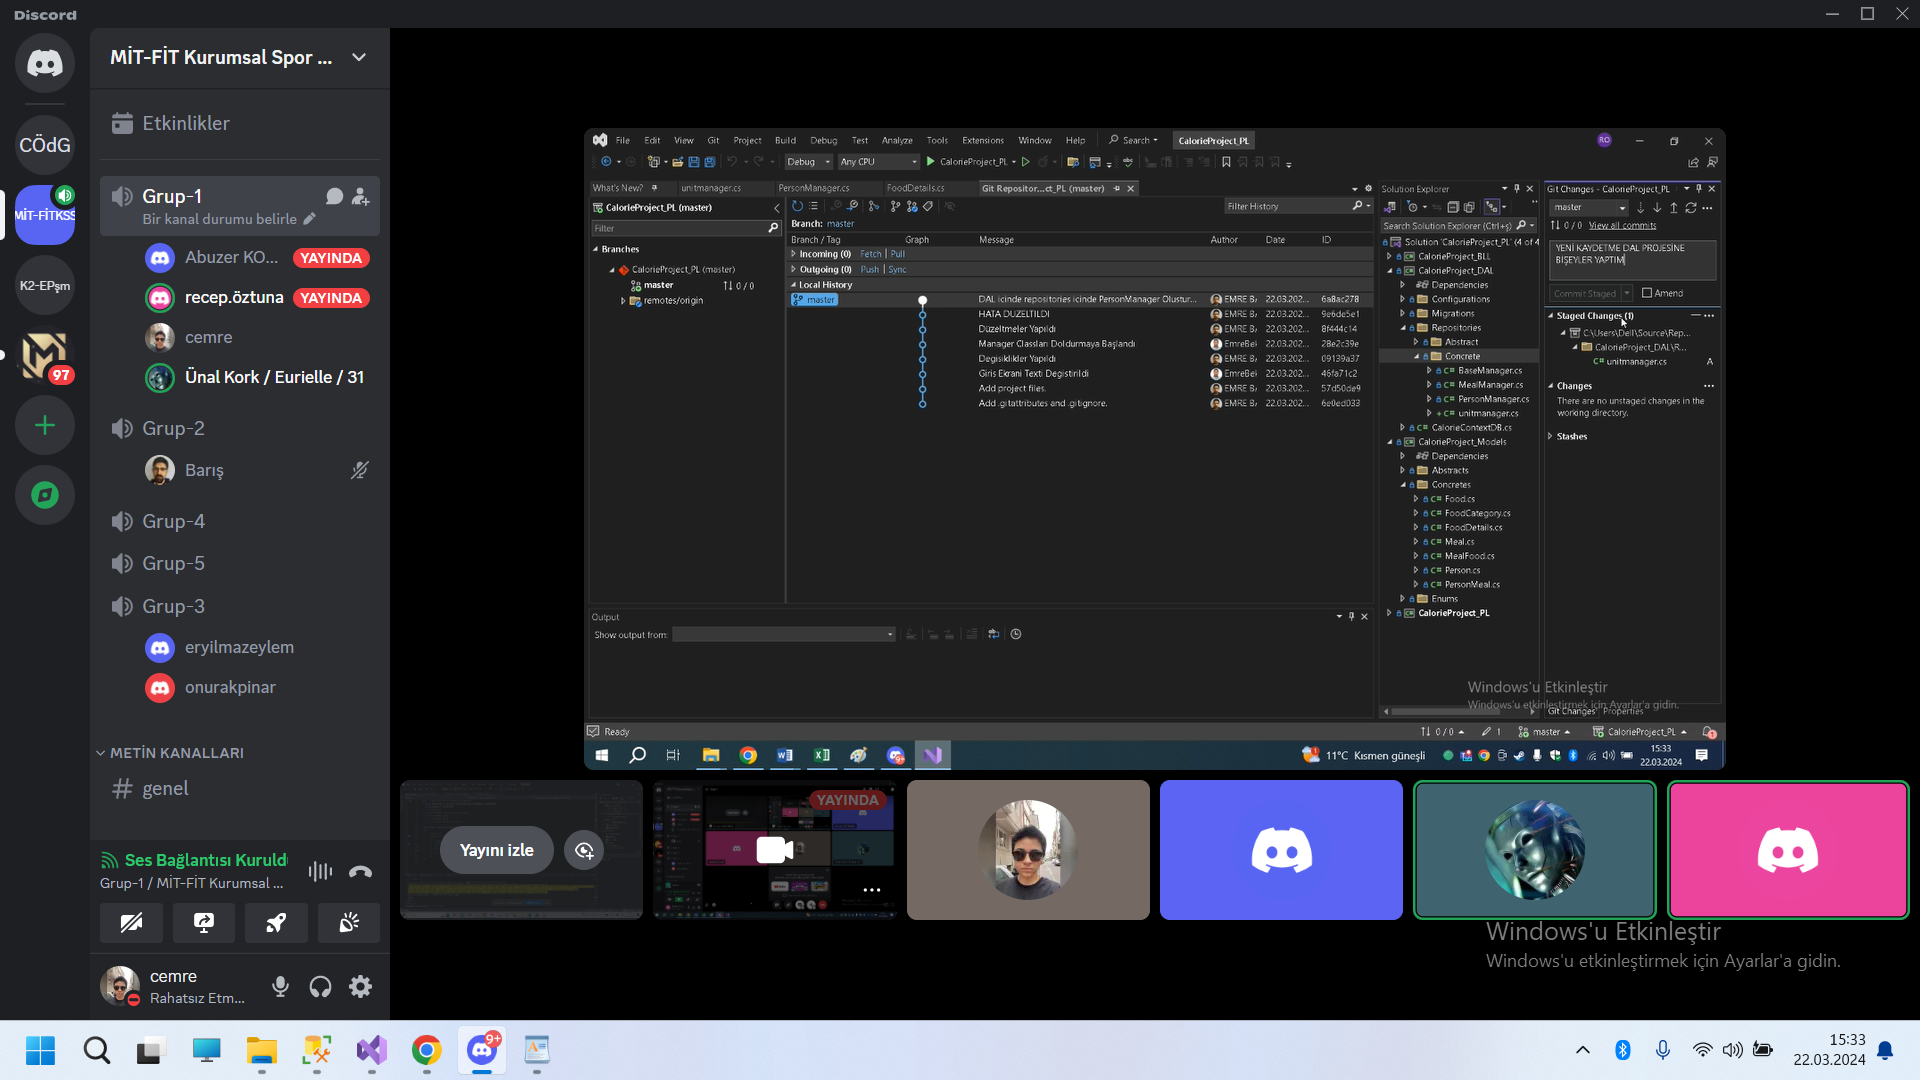 Discord
MİT-FİT Kurumsal Spor ...
Etkinlikler
CÖdG
MİT-FİTKSS
K2-EPşm
97
Grup-1
Bir kanal durumu belirle
Abuzer KO...
YAYINDA
recep.öztuna
YAYINDA
cemre
Ünal Kork / Eurielle / 31
Grup-2
Barış
Grup-4
Grup-5
Grup-3
eryilmazeylem
onurakpinar
METİN KANALLARI
genel
Ses Bağlantısı Kuruldu
Grup-1 / MİT-FİT Kurumsal ...
cemre
Rahatsız Etm...
File Edit View Git Project Build Debug Test Analyze Tools Extensions Window Help Search CalorieProject_PL
RO
Debug Any CPU CalorieProject_PL
What's New? unitmanager.cs PersonManager.cs FoodDetails.cs Git Repositor...ct_PL (master)
CalorieProject_PL (master)
Filter
Branches
CalorieProject_PL (master)
master 0 / 0
remotes/origin
Filter History
Branch: master
Branch / Tag Graph Message Author Date ID
Incoming (0) Fetch | Pull
Outgoing (0) Push | Sync
Local History
master DAL icinde repositories icinde PersonManager Olustur... EMRE BA 22.03.202... 6a8ac278
HATA DUZELTILDI EMRE BA 22.03.202... 9e6de5e1
Düzeltmeler Yapıldı EMRE BA 22.03.202... 8f444c14
Manager Classları Doldurmaya Başlandı EmreBek 22.03.202... 28e2c39e
Degisiklikler Yapıldı EMRE BA 22.03.202... 09139a37
Giris Ekrani Texti Degistirildi EmreBek 22.03.202... 46fa71c2
Add project files. EMRE BA 22.03.202... 57d50de9
Add .gitattributes and .gitignore. EMRE BA 22.03.202... 6e0ed033
Output
Show output from:
Solution Explorer
Search Solution Explorer (Ctrl+ş)
Solution 'CalorieProject_PL' (4 of 4
CalorieProject_BLL
CalorieProject_DAL
Dependencies
Configurations
Migrations
Repositories
Abstract
Concrete
BaseManager.cs
MealManager.cs
PersonManager.cs
unitmanager.cs
CalorieContextDB.cs
CalorieProject_Models
Dependencies
Abstracts
Concretes
Food.cs
FoodCategory.cs
FoodDetails.cs
Meal.cs
MealFood.cs
Person.cs
PersonMeal.cs
Enums
CalorieProject_PL
Git Changes - CalorieProject_PL
master
0 / 0 View all commits
YENİ KAYDETME DAL PROJESİNE
BİŞEYLER YAPTIM
Commit Staged Amend
Staged Changes (1)
C:\Users\Dell\Source\Rep...
CalorieProject_DAL\R...
unitmanager.cs A
Changes
There are no unstaged changes in the
working directory.
Stashes
Windows'u Etkinleştir
Windows'u etkinleştirmek için Ayarlar'a gidin.
Git Changes Properties
Ready
0 / 0 1 master CalorieProject_PL
11°C Kısmen güneşli
15:33
22.03.2024
Yayını izle
YAYINDA
Windows'u Etkinleştir
Windows'u etkinleştirmek için Ayarlar'a gidin.
9+
15:33
22.03.2024